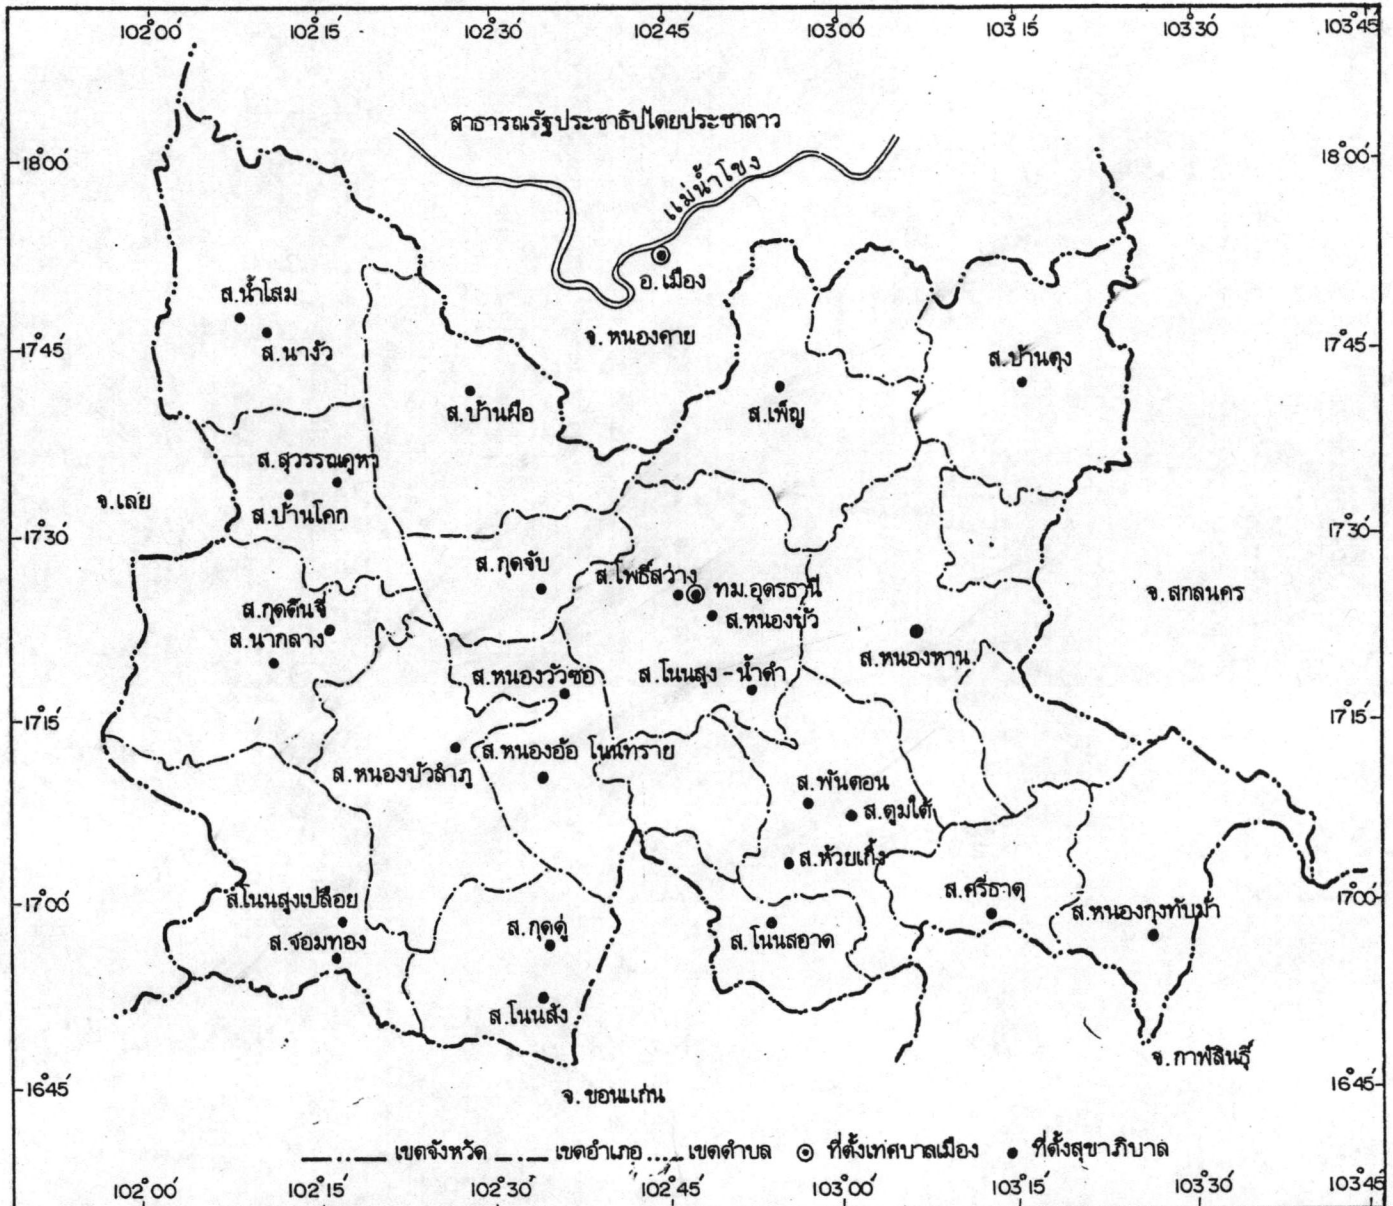 102°00′ 102°15′ 102°30′ 102°45′ 103°00′ 103°15′ 103°30′ 103°45′
สาธารณรัฐประชาธิปไตยประชาลาว
18°00′ 18°00′
แม่น้ำโขง
อ.เมือง
ส.น้ำโสม
จ.หนองคาย
ส.นางัว
17°45′ 17°45′
ส.บ้านดุง
ส.บ้านผือ
ส.เพ็ญ
ส.สุวรรณคูหา
จ.เลย
ส.บ้านโคก
17°30′ 17°30′
ส.กุดจับ
ส.โพธิ์สว่าง
ทม.อุดรธานี
จ.สกลนคร
ส.กุดดินจี่
ส.หนองบัว
ส.นากลาง
ส.หนองหาน
ส.หนองวัวซอ
ส.โนนสูง-น้ำคำ
17°15′ 17°15′
ส.หนองอ้อ โนนทราย
ส.หนองบัวลำภู
ส.พันดอน
ส.ตูมใต้
ส.ห้วยเกิ้ง
ส.ศรีธาตุ
17°00′ 17°00′
ส.โนนสูงเปลือย
ส.หนองกุงทับม้า
ส.กุดดู่
ส.จอมทอง
ส.โนนสอาด
ส.โนนสัง
จ.กาฬสินธุ์
16°45′ 16°45′
จ.ขอนแก่น
เขตจังหวัด เขตอำเภอ เขตตำบล ที่ตั้งเทศบาลเมือง ที่ตั้งสุขาภิบาล
102°00′ 102°15′ 102°30′ 102°45′ 103°00′ 103°15′ 103°30′ 103°45′